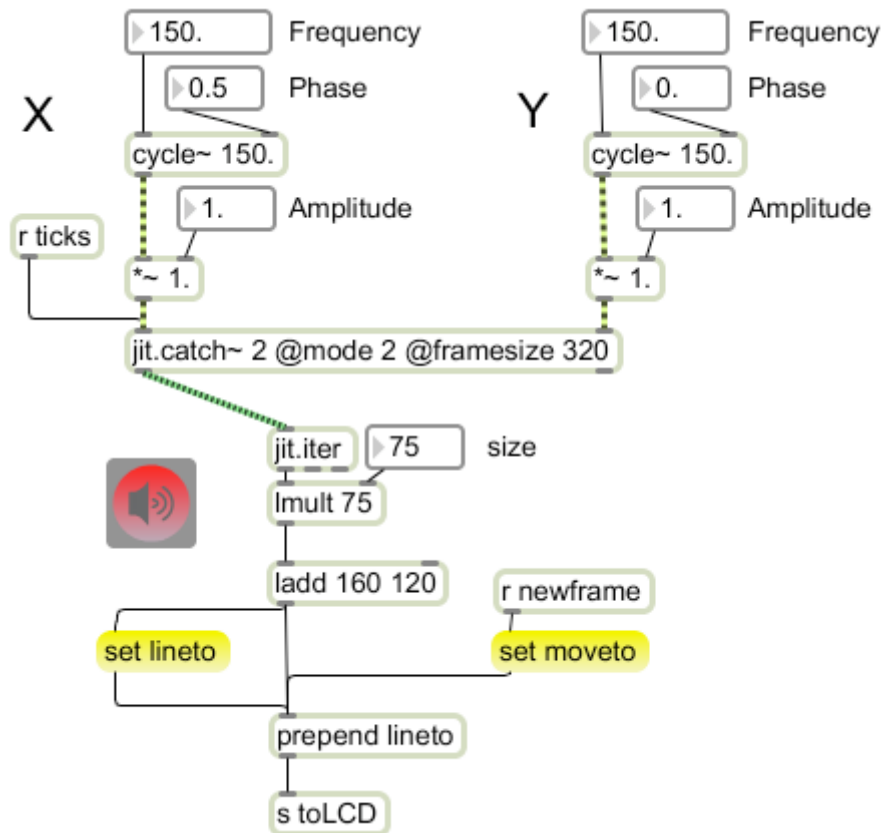 150. Frequency 150. Frequency
0.5 Phase 0. Phase
X Y
cycle~ 150. cycle~ 150.
1. Amplitude 1. Amplitude
r ticks
*~ 1. *~ 1.
jit.catch~ 2 @mode 2 @framesize 320
jit.iter 75 size
lmult 75
ladd 160 120
r newframe
set lineto set moveto
prepend lineto
s toLCD